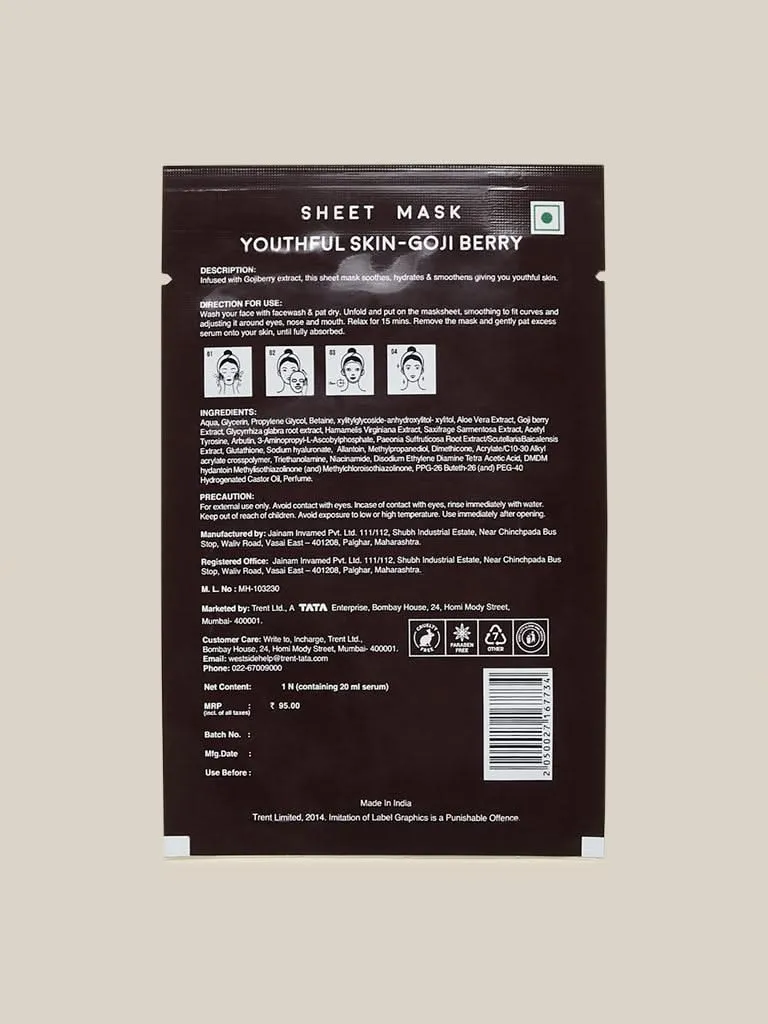 SHEET MASK
YOUTHFUL SKIN-GOJI BERRY
DESCRIPTION:
Infused with Gojiberry extract, this sheet mask soothes, hydrates & smoothens giving you youthful skin.
DIRECTION FOR USE:
Wash your face with facewash & pat dry. Unfold and put on the masksheet, smoothing to fit curves and
adjusting it around eyes, nose and mouth. Relax for 15 mins. Remove the mask and gently pat excess
serum onto your skin, until fully absorbed.
01 02 03 04
INGREDIENTS:
Aqua, Glycerin, Propylene Glycol, Betaine, xylitylglycoside-anhydroxylitol- xylitol, Aloe Vera Extract, Goji berry
Extract, Glycyrrhiza glabra root extract, Hamamelis Virginiana Extract, Saxifrage Sarmentosa Extract, Acetyl
Tyrosine, Arbutin, 3-Aminopropyl-L-Ascobylphosphate, Paeonia Suffruticosa Root Extract/ScutellariaBaicalensis
Extract, Glutathione, Sodium hyaluronate, Allantoin, Methylpropanediol, Dimethicone, Acrylate/C10-30 Alkyl
acrylate crosspolymer, Triethanolamine, Niacinamide, Disodium Ethylene Diamine Tetra Acetic Acid, DMDM
hydantoin Methylisothiazolinone (and) Methylchloroisothiazolinone, PPG-26 Buteth-26 (and) PEG-40
Hydrogenated Castor Oil, Perfume.
PRECAUTION:
For external use only. Avoid contact with eyes. Incase of contact with eyes, rinse immediately with water.
Keep out of reach of children. Avoid exposure to low or high temperature. Use immediately after opening.
Manufactured by: Jainam Invamed Pvt. Ltd. 111/112, Shubh Industrial Estate, Near Chinchpada Bus
Stop, Waliv Road, Vasai East – 401208, Palghar, Maharashtra.
Registered Office: Jainam Invamed Pvt. Ltd. 111/112, Shubh Industrial Estate, Near Chinchpada Bus
Stop, Waliv Road, Vasai East – 401208, Palghar, Maharashtra.
M. L. No : MH-103230
Marketed by: Trent Ltd., A TATA Enterprise, Bombay House, 24, Homi Mody Street,
Mumbai- 400001.
CRUELTY FREE
PARABEN FREE
7 OTHER
Customer Care: Write to, Incharge, Trent Ltd.,
Bombay House, 24, Homi Mody Street, Mumbai- 400001.
Email: westsidehelp@trent-tata.com
Phone: 022-67009000
Net Content: 1 N (containing 20 ml serum)
MRP : ₹ 95.00
(incl. of all taxes)
Batch No. :
Mfg.Date :
Use Before :
2050027167734
Made In India
Trent Limited, 2014. Imitation of Label Graphics is a Punishable Offence.